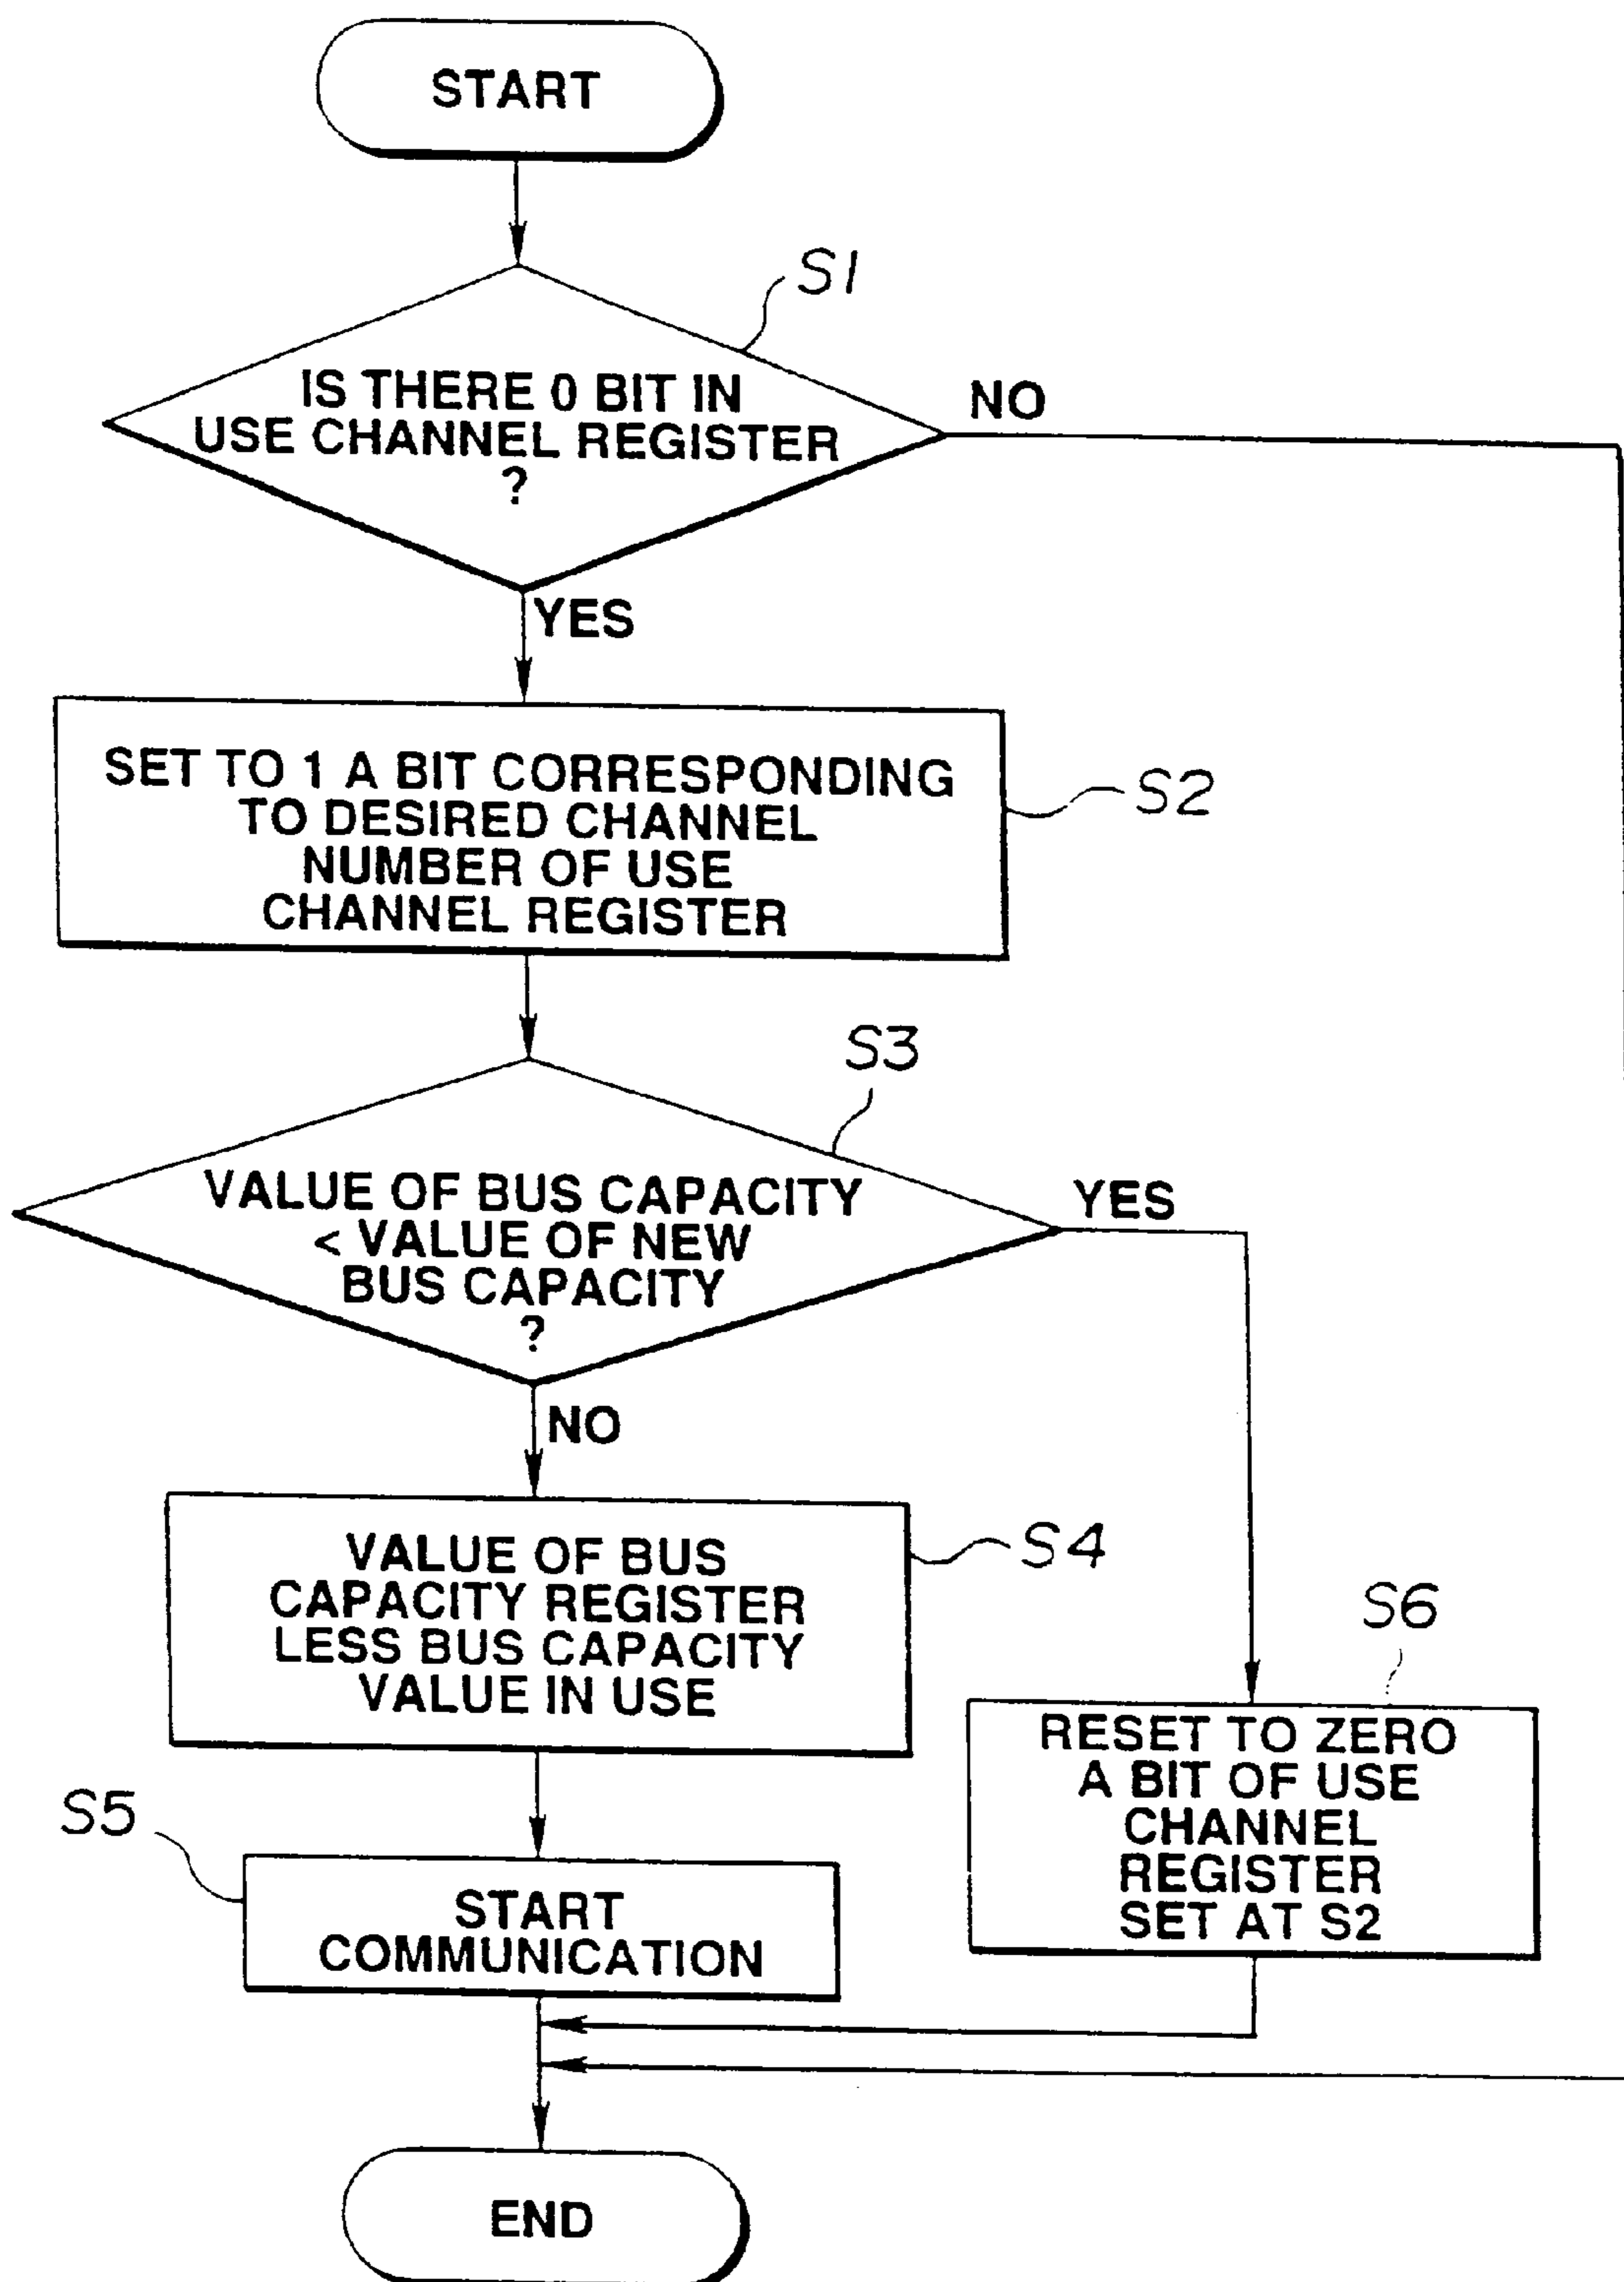 START
S1
IS THERE 0 BIT IN
USE CHANNEL REGISTER
?
NO
YES
SET TO 1 A BIT CORRESPONDING
TO DESIRED CHANNEL
NUMBER OF USE
CHANNEL REGISTER
S2
S3
VALUE OF BUS CAPACITY
< VALUE OF NEW
BUS CAPACITY
?
YES
NO
VALUE OF BUS
CAPACITY REGISTER
LESS BUS CAPACITY
VALUE IN USE
S4
S6
RESET TO ZERO
A BIT OF USE
CHANNEL
REGISTER
SET AT S2
S5
START
COMMUNICATION
END